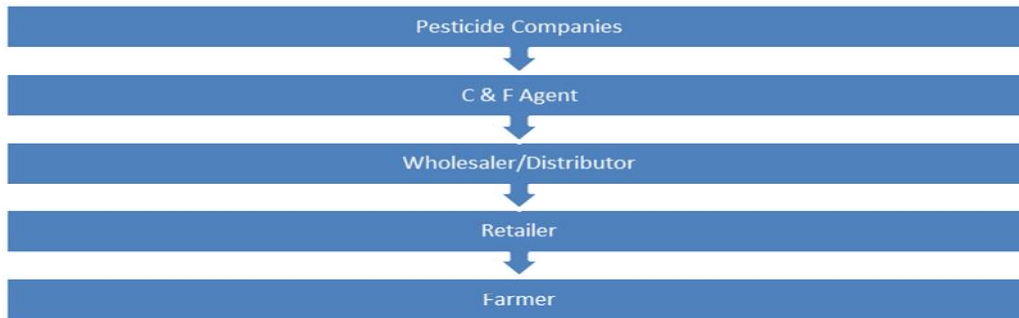 Pesticide Companies
C & F Agent
Wholesaler/Distributor
Retailer
Farmer